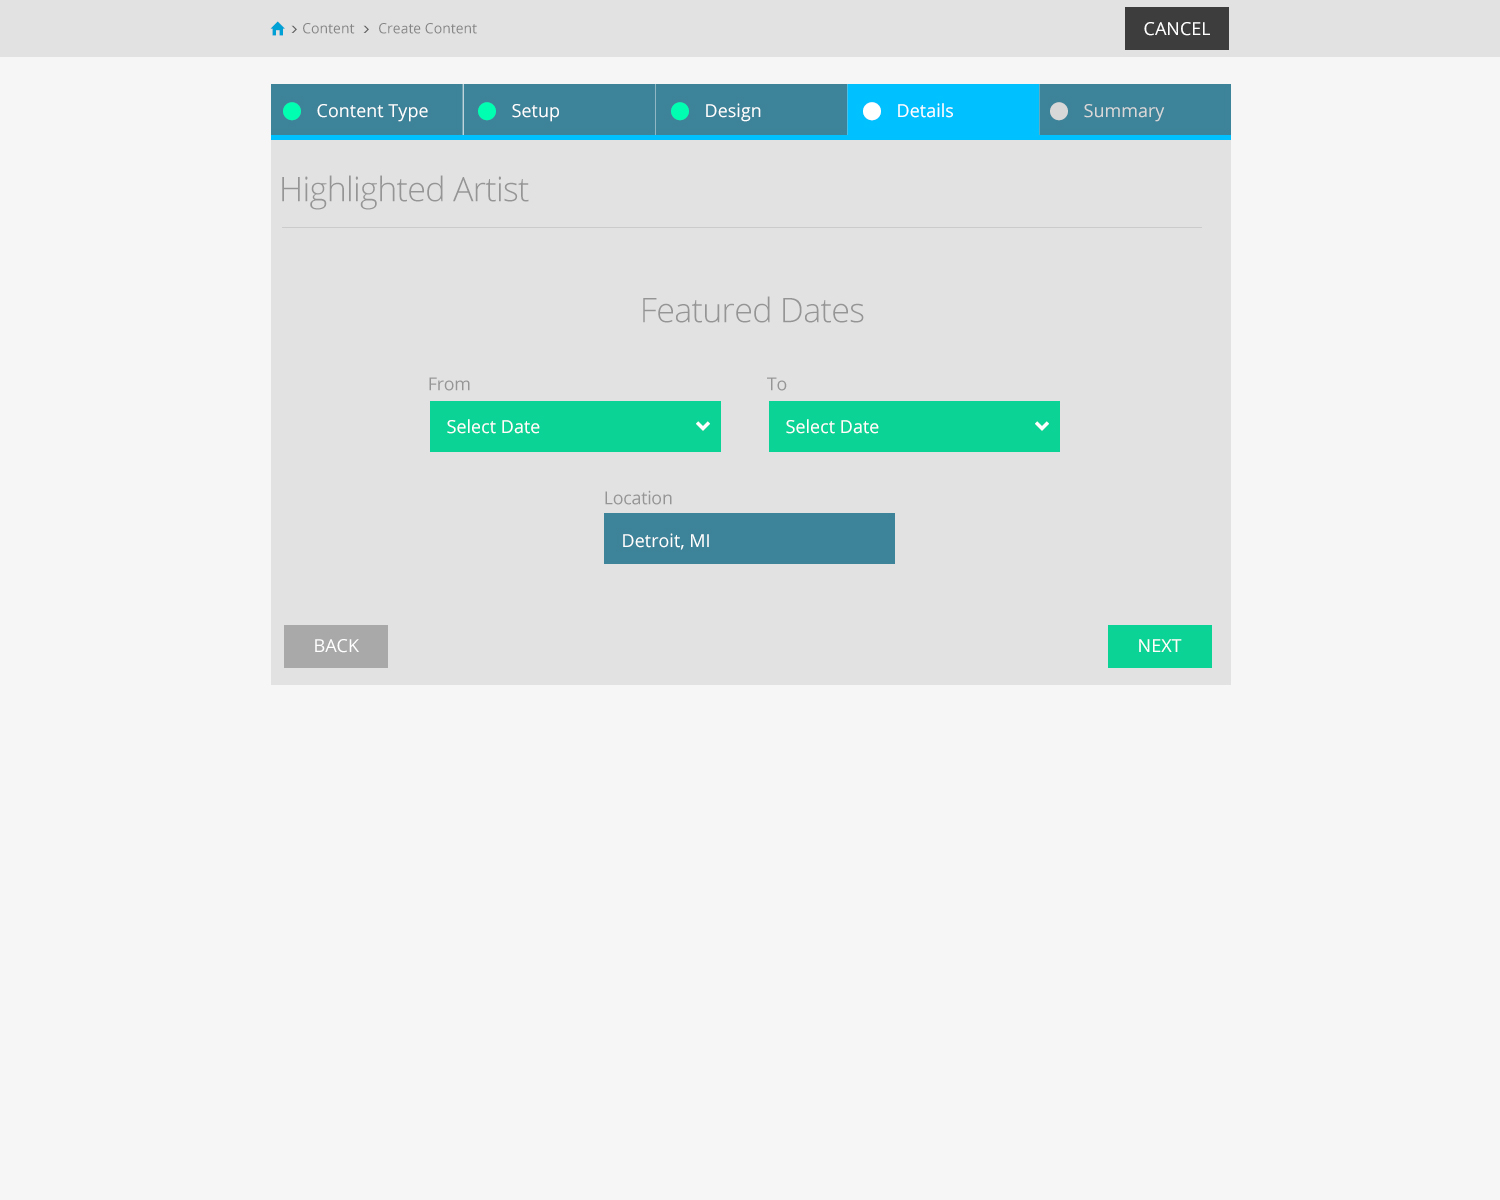 Content Create Content
CANCEL
Content Type Setup Design Details Summary
Highlighted Artist
Featured Dates
From To
Select Date Select Date
Location
Detroit, MI
BACK NEXT